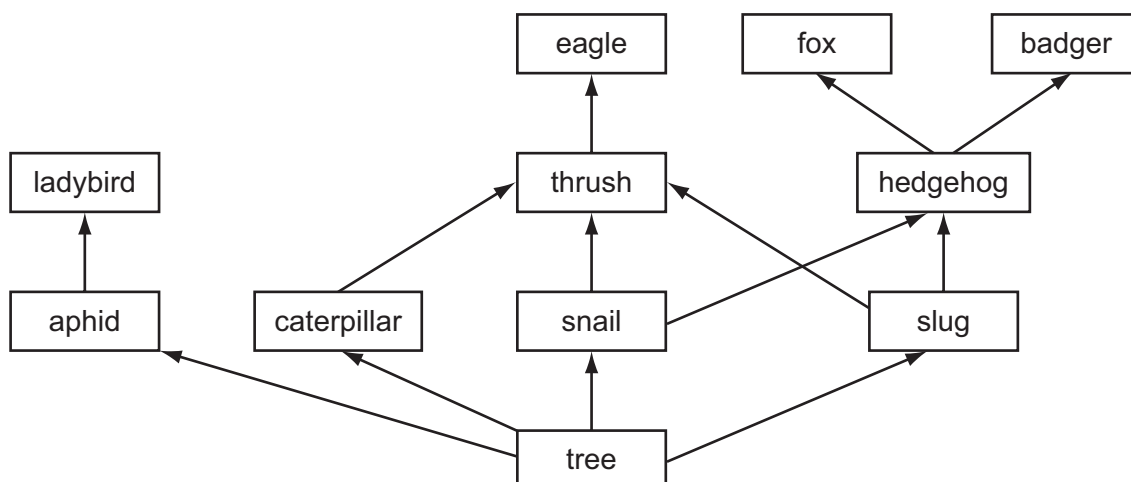 eagle fox badger
ladybird thrush hedgehog
aphid caterpillar snail slug
tree